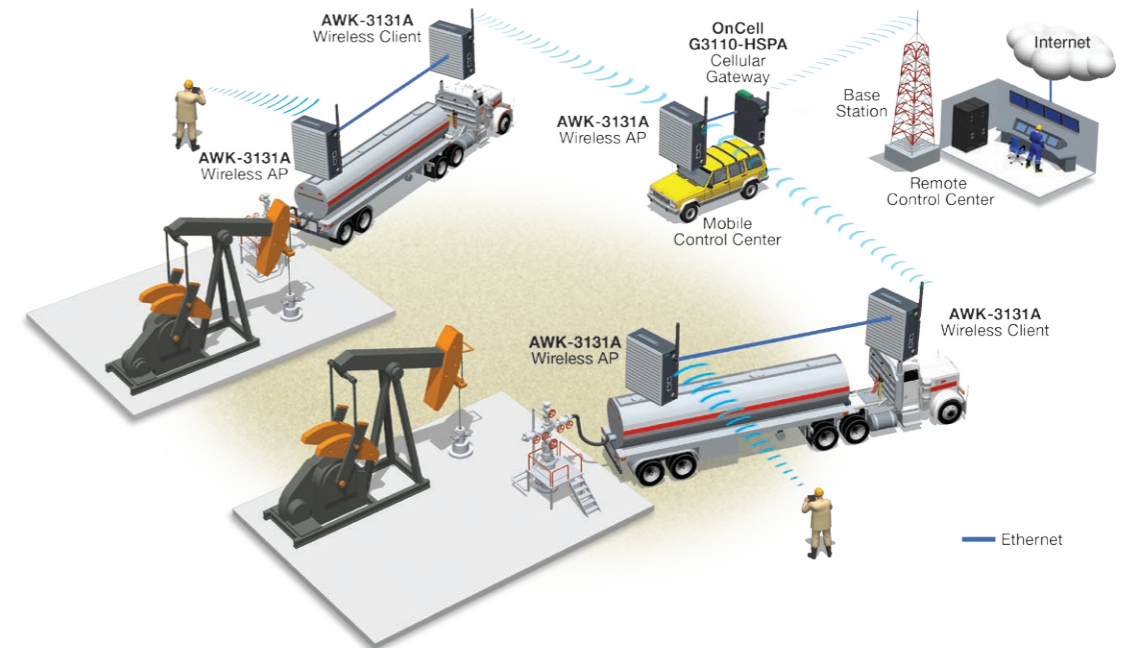 AWK-3131A
Wireless Client
OnCell
G3110-HSPA
Cellular
Gateway
Internet
Base
Station
AWK-3131A
Wireless AP
AWK-3131A
Wireless AP
Remote
Control Center
Mobile
Control Center
AWK-3131A
Wireless Client
AWK-3131A
Wireless AP
Ethernet